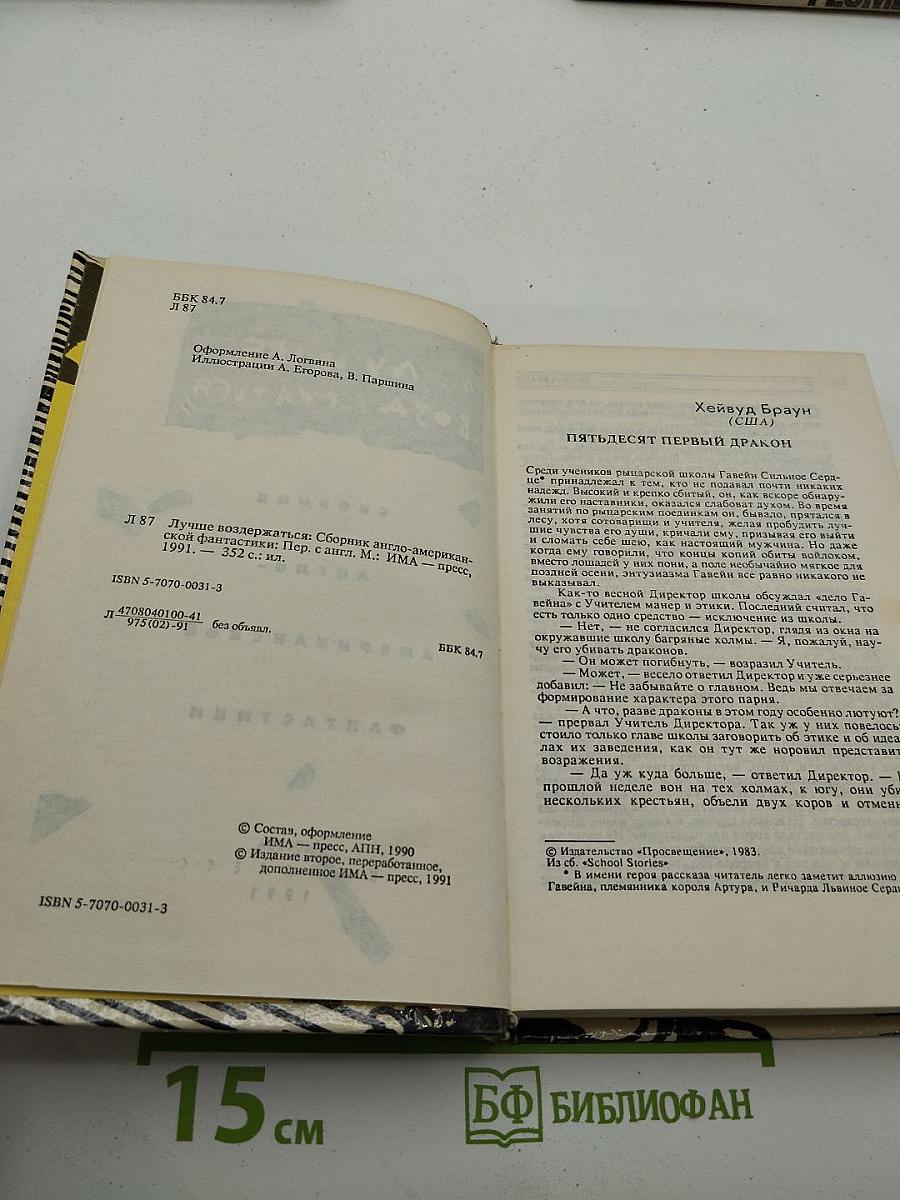 ББК 84.7
Л 87
Оформление А. Логвина
Иллюстрации А. Егорова, В. Паршина
Л 87 Лучше воздержаться: Сборник англо-американ-
ской фантастики: Пер. с англ. М.: ИМА — пресс,
1991. — 352 с.: ил.
ISBN 5-7070-0031-3
Л 4708040100-41
975(02)-91 без объявл.
ББК 84.7
© Состав, оформление
ИМА — пресс, АПН, 1990
© Издание второе, переработанное,
дополненное ИМА — пресс, 1991
ISBN 5-7070-0031-3
Хейвуд Браун
(США)
ПЯТЬДЕСЯТ ПЕРВЫЙ ДРАКОН
Среди учеников рыцарской школы Гавейн Сильное Серд-
це* принадлежал к тем, кто не подавал почти никаких
надежд. Высокий и крепко сбитый, он, как вскоре обнару-
жили его наставники, оказался слабоват духом. Во время
занятий по рыцарским поединкам он, бывало, прятался в
лесу, хотя сотоварищи и учителя, желая пробудить луч-
шие чувства его души, кричали ему, призывая его выйти
и сломать себе шею, как настоящий мужчина. Но даже
когда ему говорили, что концы копий обиты войлоком,
вместо лошадей у них пони, а поле необычайно мягкое для
поздней осени, энтузиазма Гавейн все равно никакого не
выказывал.
Как-то весной Директор школы обсуждал «дело Га-
вейна» с Учителем манер и этики. Последний считал, что
есть только одно средство — исключение из школы.
— Нет, — не согласился Директор, глядя из окна на
окружавшие школу багряные холмы. — Я, пожалуй, нау-
чу его убивать драконов.
— Он может погибнуть, — возразил Учитель.
— Может, — весело ответил Директор и уже серьезнее
добавил: — Не забывайте о главном. Ведь мы отвечаем за
формирование характера этого парня.
— А что, разве драконы в этом году особенно лютуют?
— прервал Учитель Директора. Так уж у них повелось
стоило только главе школы заговорить об этике и об идеа
лах их заведения, как он тут же норовил представит
возражения.
— Да уж куда больше, — ответил Директор. —
прошлой неделе вон на тех холмах, к югу, они уби
нескольких крестьян, объели двух коров и отменн
© Издательство «Просвещение», 1983.
Из сб. «School Stories»
* В имени героя рассказа читатель легко заметит аллюзию
Гавейна, племянника короля Артура, и Ричарда Львиное Серд
15 см
БФ БИБЛИОФАН